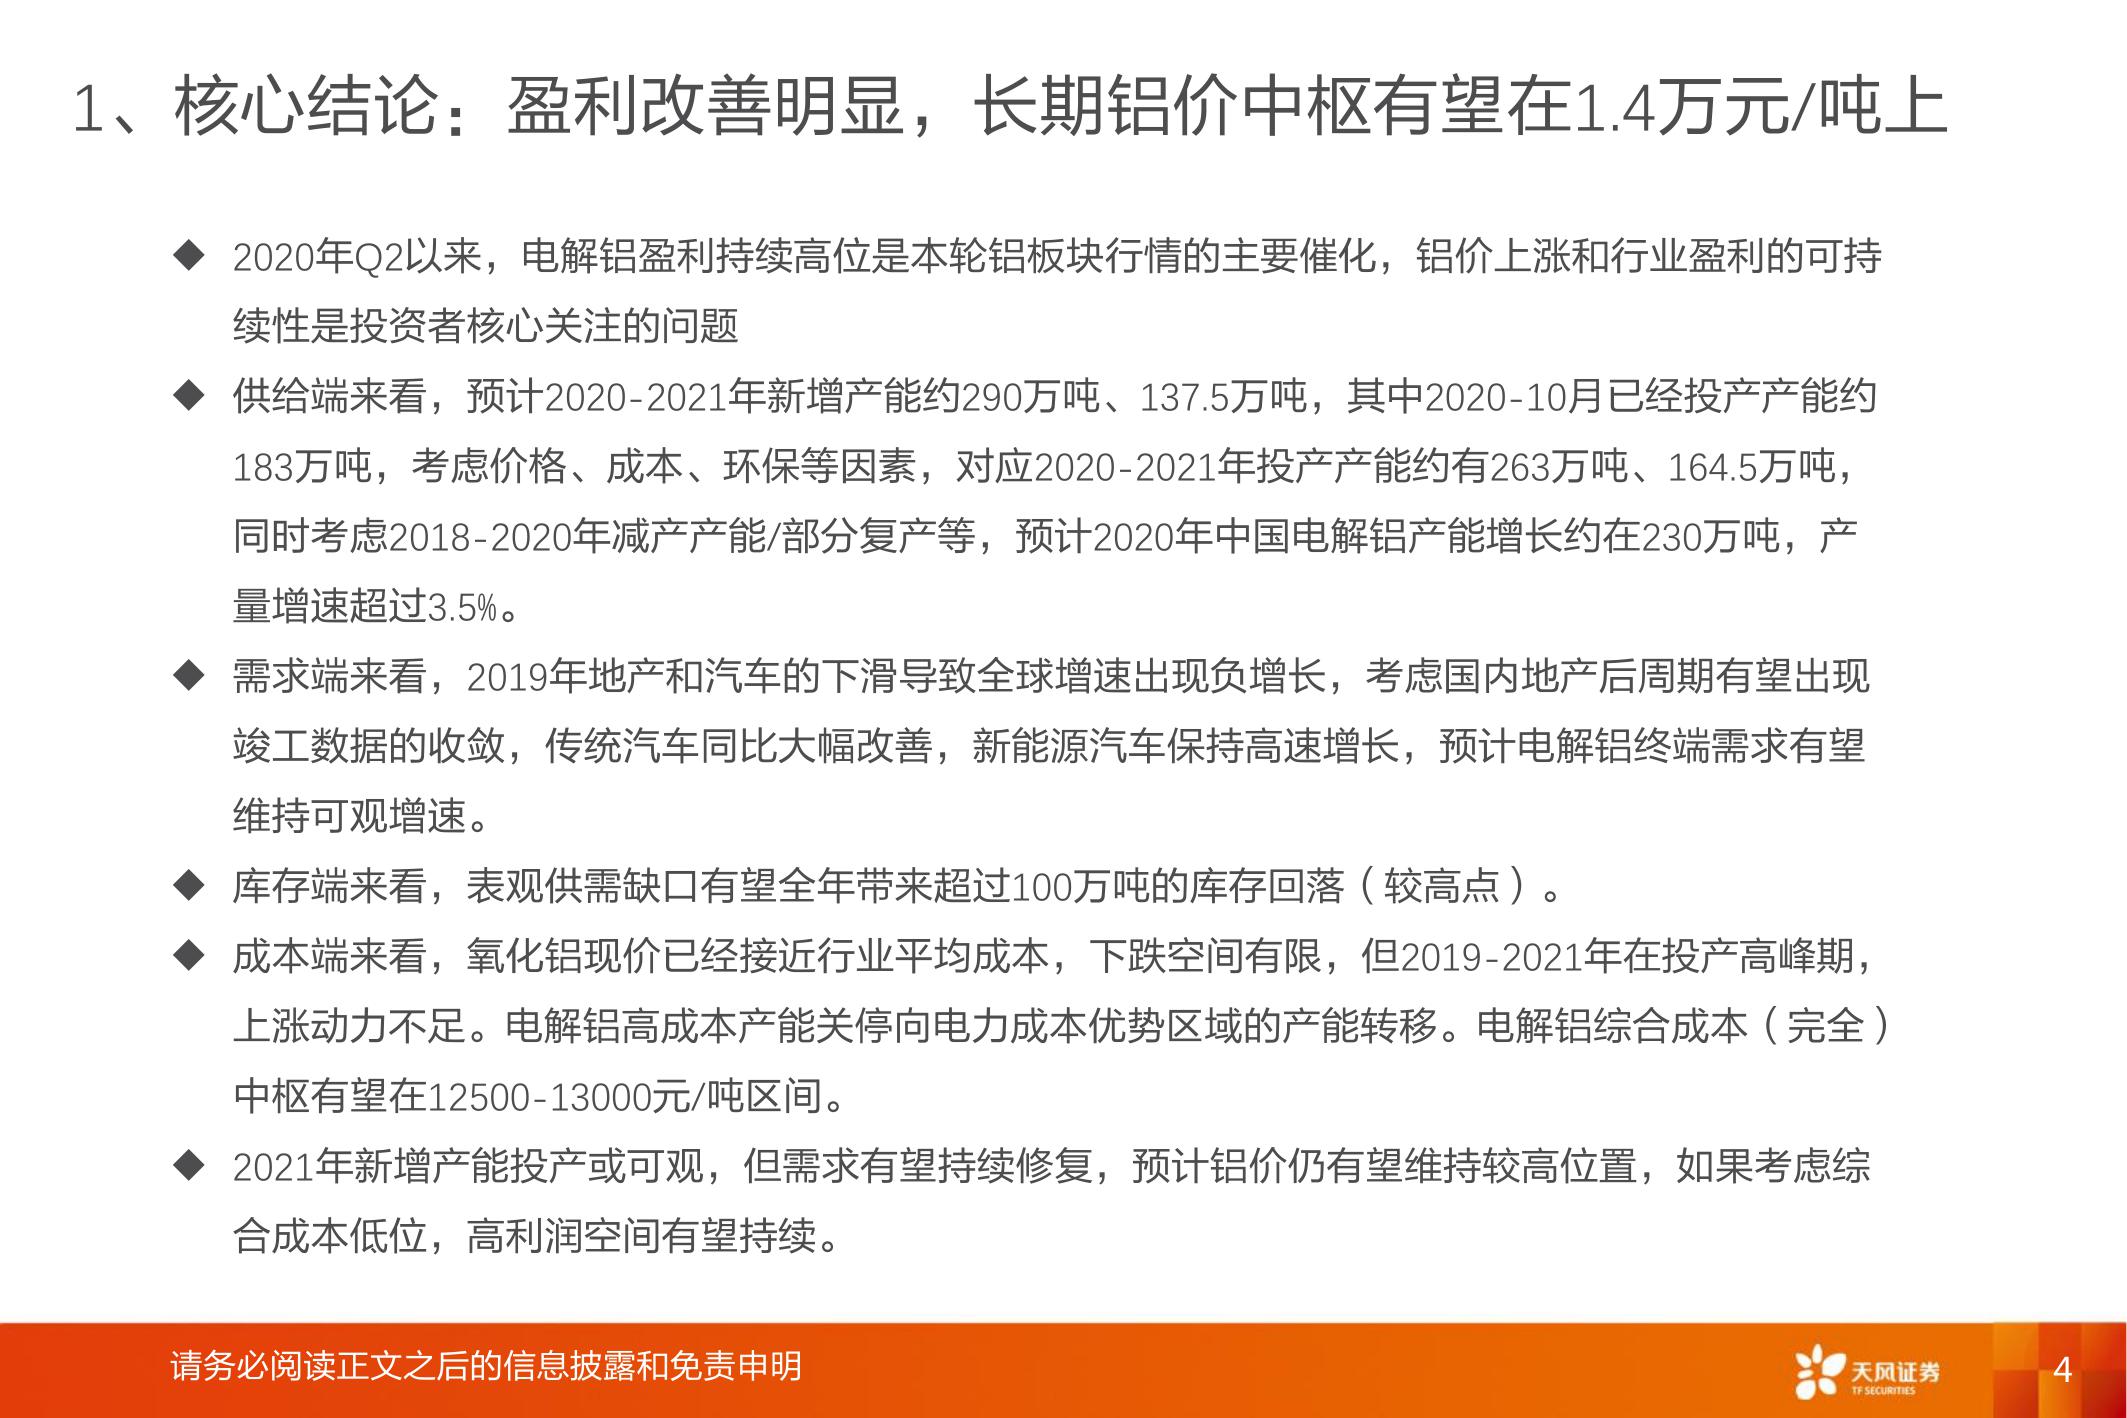 1、核心结论：盈利改善明显，长期铝价中枢有望在1.4万元/吨上
◆ 2020年Q2以来，电解铝盈利持续高位是本轮铝板块行情的主要催化，铝价上涨和行业盈利的可持
续性是投资者核心关注的问题
◆ 供给端来看，预计2020-2021年新增产能约290万吨、137.5万吨，其中2020-10月已经投产产能约
183万吨，考虑价格、成本、环保等因素，对应2020-2021年投产产能约有263万吨、164.5万吨，
同时考虑2018-2020年减产产能/部分复产等，预计2020年中国电解铝产能增长约在230万吨，产
量增速超过3.5%。
◆ 需求端来看，2019年地产和汽车的下滑导致全球增速出现负增长，考虑国内地产后周期有望出现
竣工数据的收敛，传统汽车同比大幅改善，新能源汽车保持高速增长，预计电解铝终端需求有望
维持可观增速。
◆ 库存端来看，表观供需缺口有望全年带来超过100万吨的库存回落（较高点）。
◆ 成本端来看，氧化铝现价已经接近行业平均成本，下跌空间有限，但2019-2021年在投产高峰期，
上涨动力不足。电解铝高成本产能关停向电力成本优势区域的产能转移。电解铝综合成本（完全）
中枢有望在12500-13000元/吨区间。
◆ 2021年新增产能投产或可观，但需求有望持续修复，预计铝价仍有望维持较高位置，如果考虑综
合成本低位，高利润空间有望持续。
请务必阅读正文之后的信息披露和免责申明
天风证券
TF SECURITIES
4